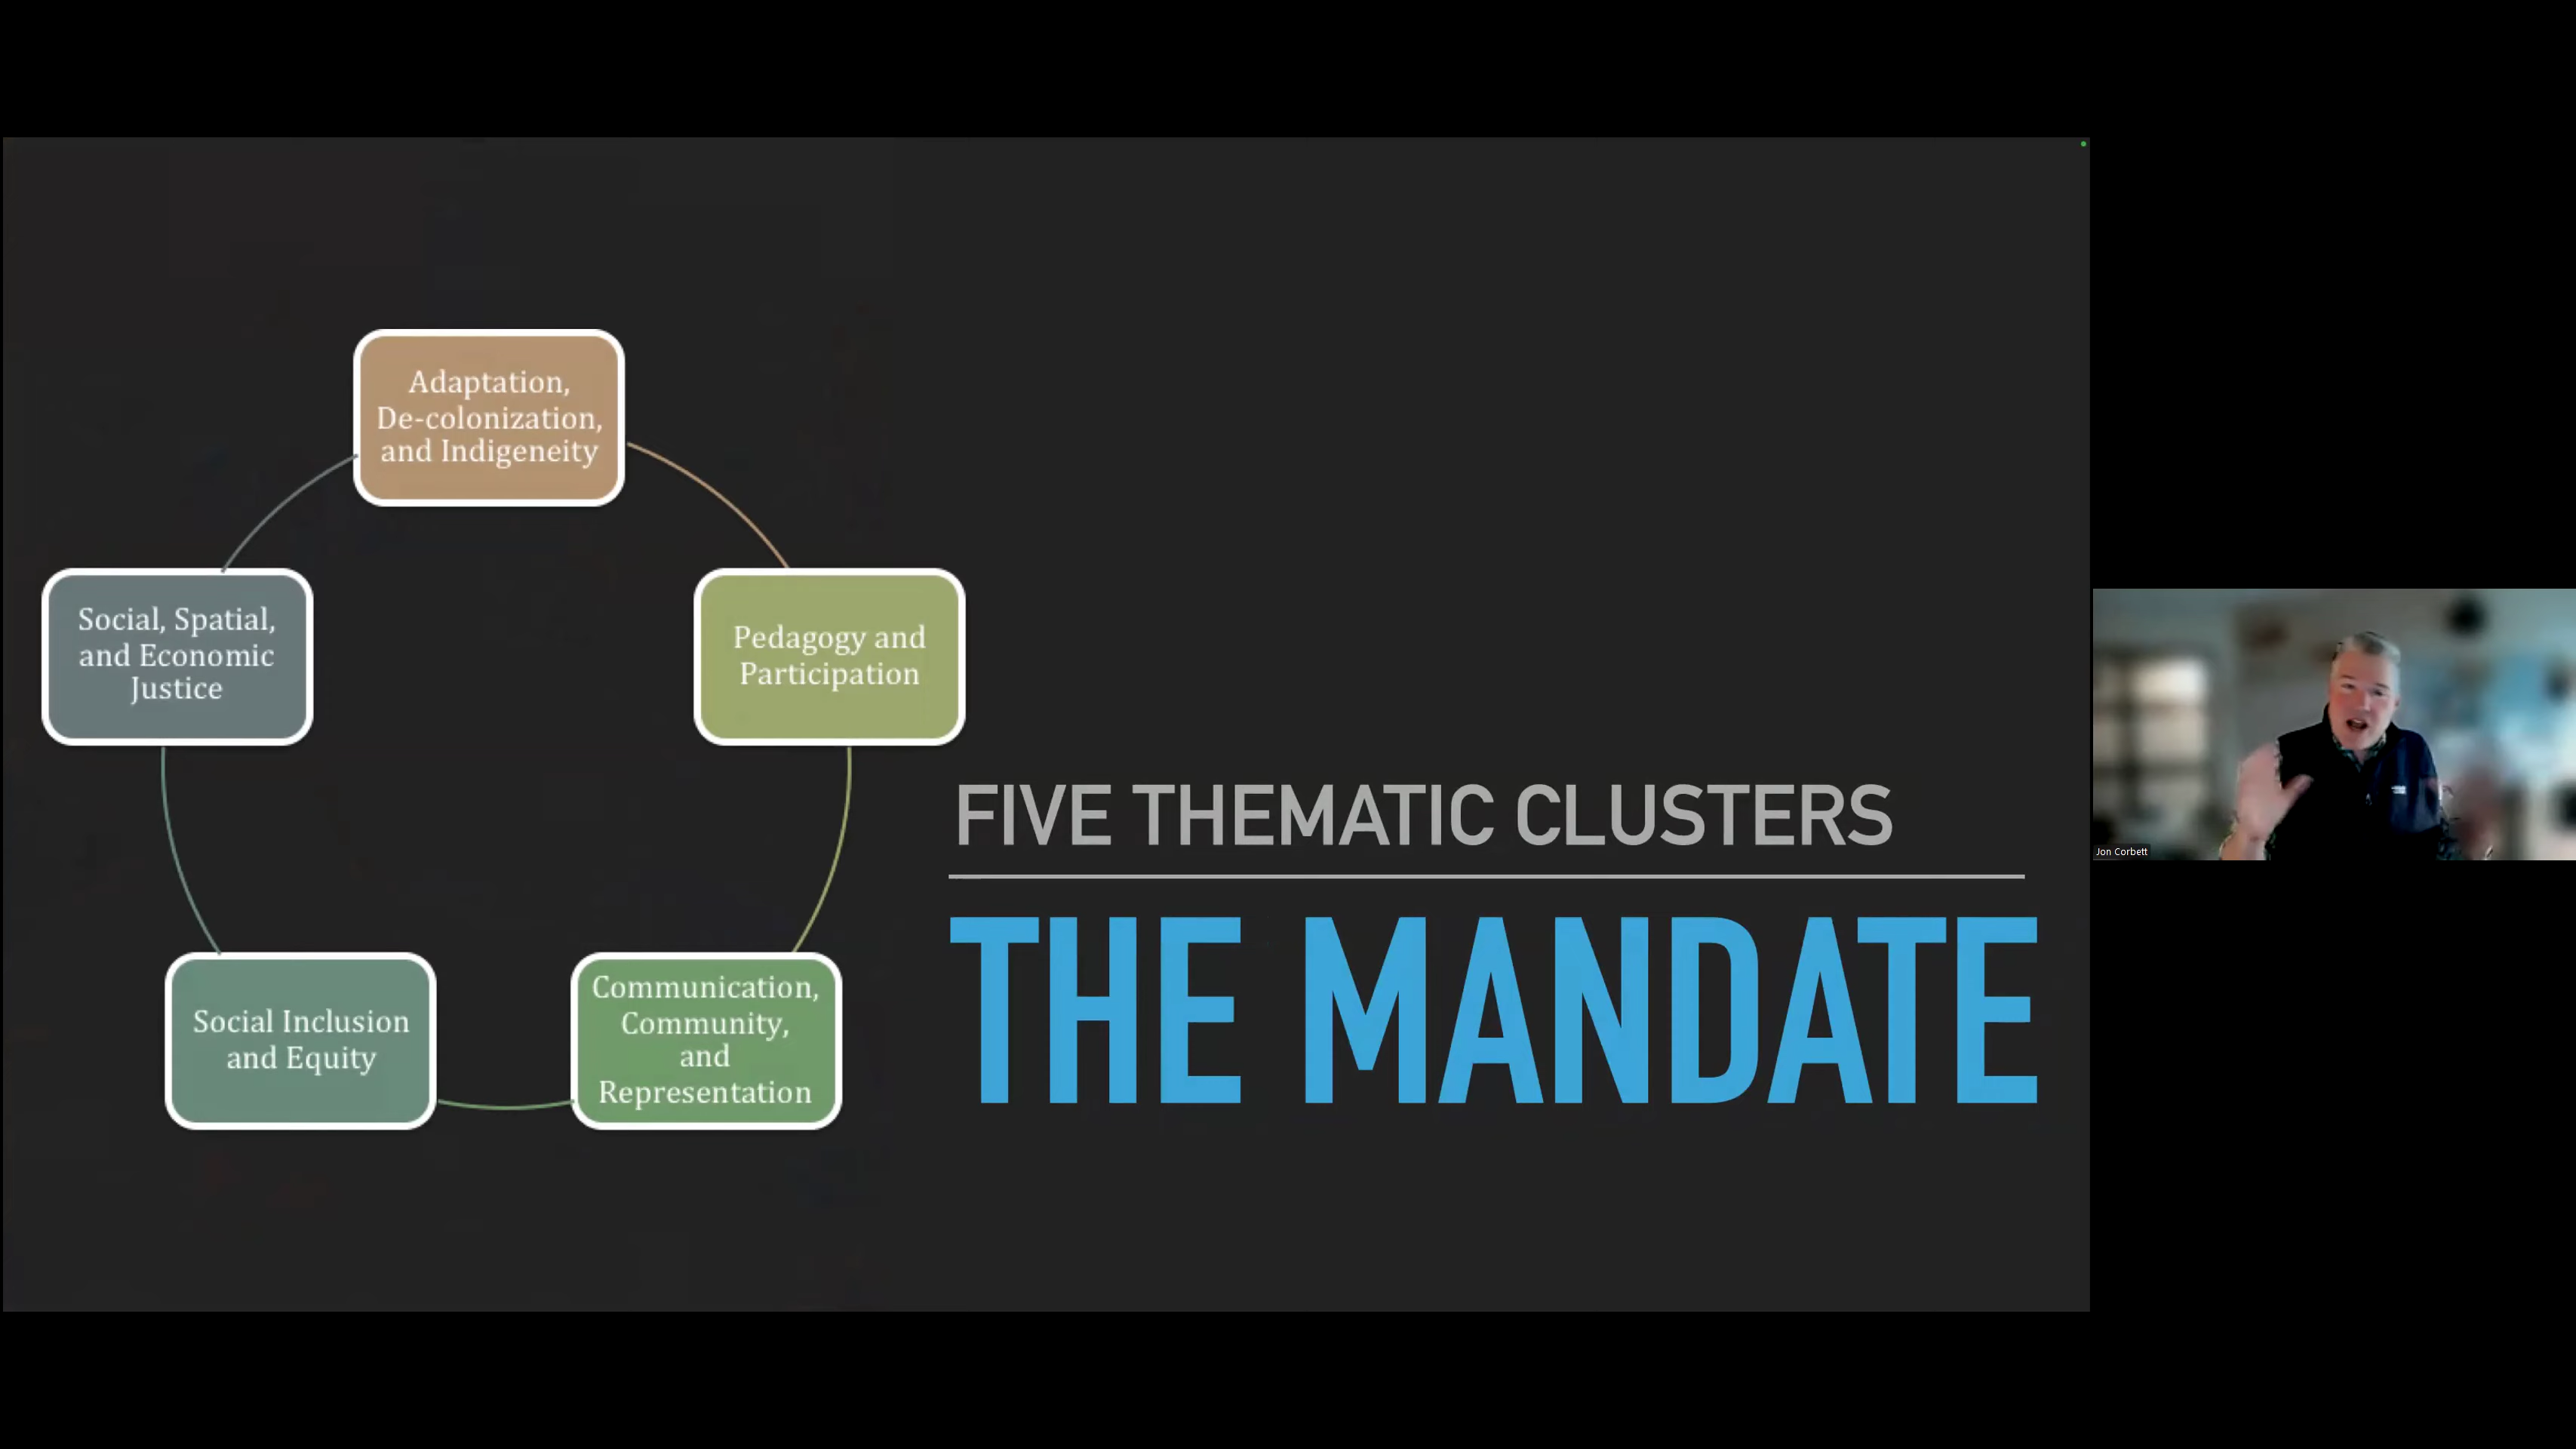 Adaptation,
De-colonization,
and Indigeneity
Social, Spatial,
and Economic
Justice
Pedagogy and
Participation
Social Inclusion
and Equity
Communication,
Community,
and
Representation
FIVE THEMATIC CLUSTERS
THE MANDATE
Jon Corbett